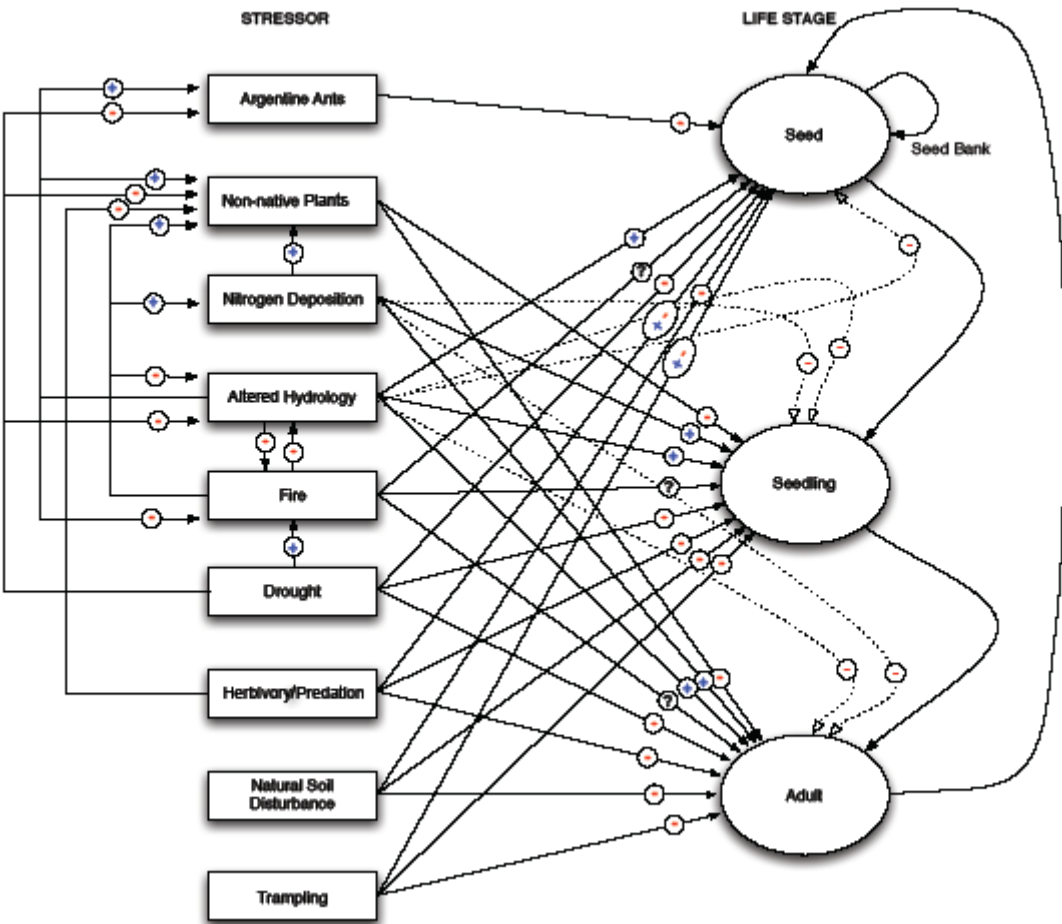 STRESSOR
LIFE STAGE
Argentine Ants
Seed
Seed Bank
Non-native Plants
Nitrogen Deposition
Altered Hydrology
Seedling
Fire
Drought
Herbivory/Predation
Natural Soil
Disturbance
Adult
Trampling
+
-
+
-
-
+
+
+
-
-
-
-
-
+
-
-
+
?
-
-
+ -
+ -
-
-
-
+
+
?
-
-
-
-
-
-
?
+
+
-
-
-
-
-